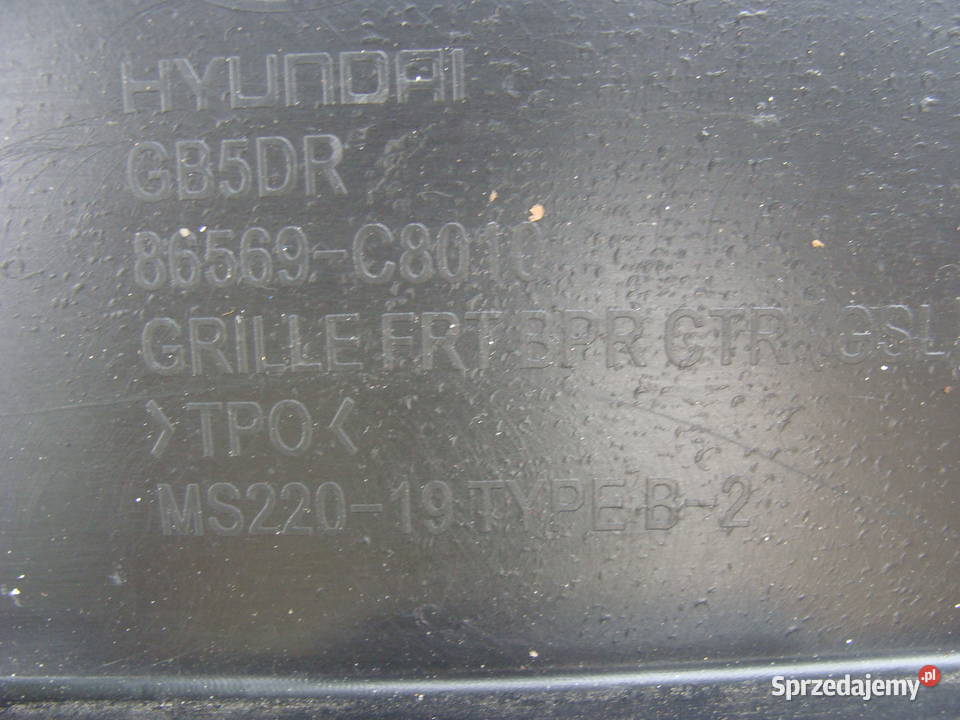 HYUNDAI
GB5DR
86569-C8010
GRILLE FRT BPR CTR GSL
>TPO<
MS220-19 TYPE B-2
Sprzedajemy.pl